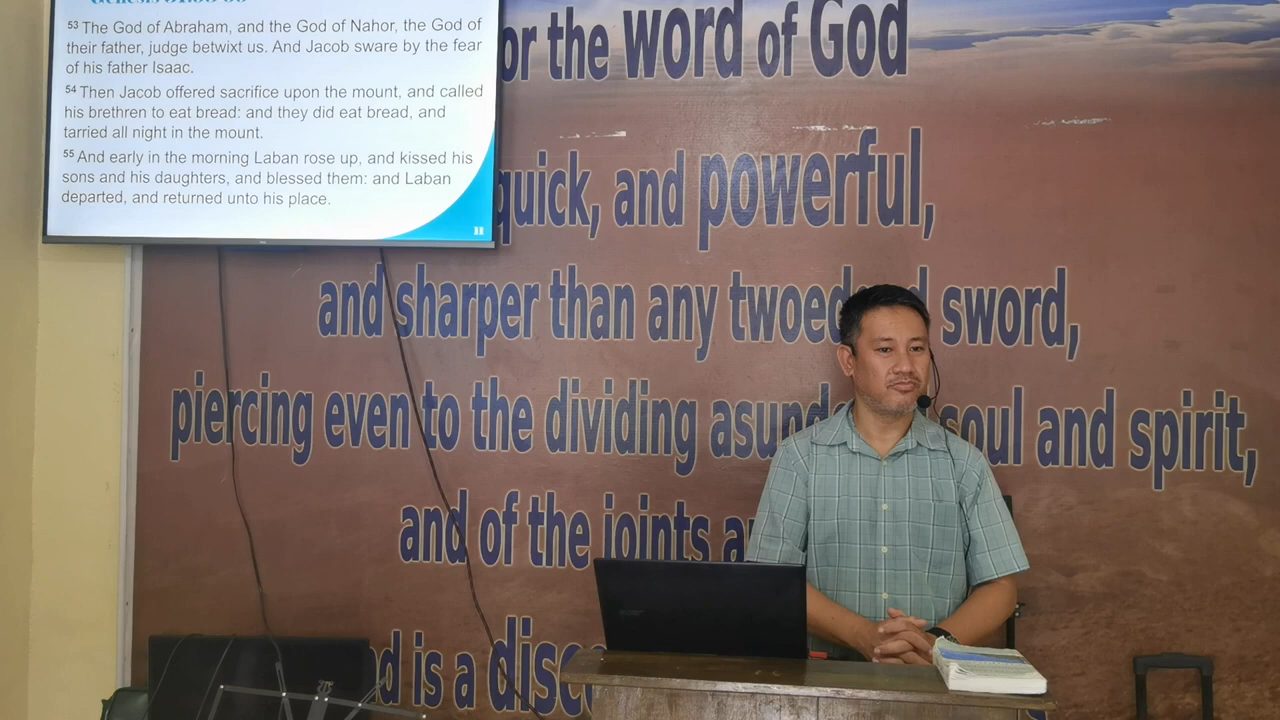 53 The God of Abraham, and the God of Nahor, the God of
their father, judge betwixt us. And Jacob sware by the fear
of his father Isaac.
54 Then Jacob offered sacrifice upon the mount, and called
his brethren to eat bread: and they did eat bread, and
tarried all night in the mount.
55 And early in the morning Laban rose up, and kissed his
sons and his daughters, and blessed them: and Laban
departed, and returned unto his place.
or the word of God
quick, and powerful,
and sharper than any twoed d sword,
piercing even to the dividing asund soul and spirit,
and of the joints a
d is a disc